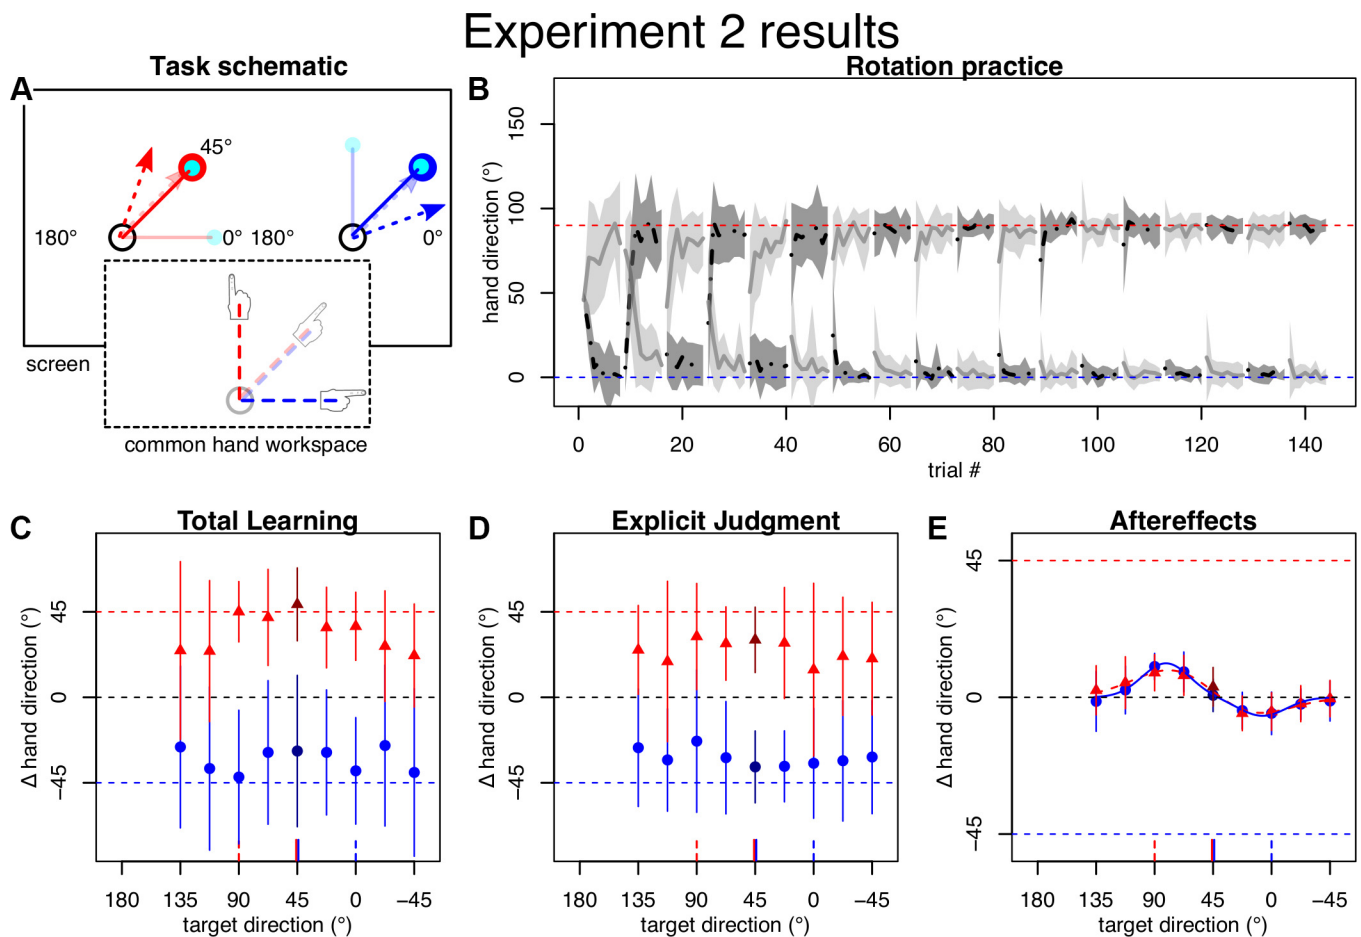 Experiment 2 results
Task schematic
Rotation practice
A
B
45°
180°
0°
180°
0°
screen
common hand workspace
hand direction (°)
150
100
50
0
0
20
40
60
80
100
120
140
trial #
C
Total Learning
D
Explicit Judgment
E
Aftereffects
Δ hand direction (°)
45
0
−45
180
135
90
45
0
−45
target direction (°)
Δ hand direction (°)
45
0
−45
180
135
90
45
0
−45
target direction (°)
Δ hand direction (°)
45
0
−45
180
135
90
45
0
−45
target direction (°)